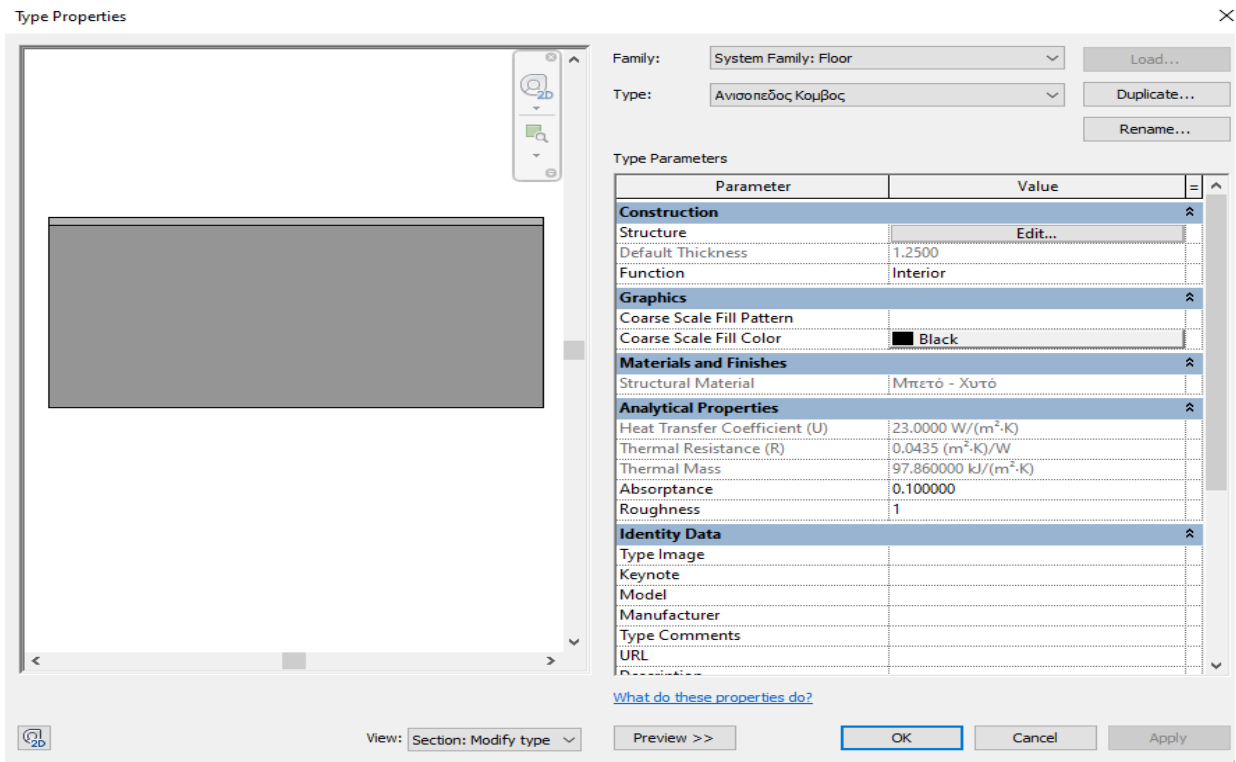 Type Properties
2D
Family: System Family: Floor Load...
Type: Ανισοπεδος Κομβος Duplicate...
Rename...
Type Parameters
Parameter Value =
Construction
Structure Edit...
Default Thickness 1.2500
Function Interior
Graphics
Coarse Scale Fill Pattern
Coarse Scale Fill Color Black
Materials and Finishes
Structural Material Μπετό - Χυτό
Analytical Properties
Heat Transfer Coefficient (U) 23.0000 W/(m²·K)
Thermal Resistance (R) 0.0435 (m²·K)/W
Thermal Mass 97.860000 kJ/(m²·K)
Absorptance 0.100000
Roughness 1
Identity Data
Type Image
Keynote
Model
Manufacturer
Type Comments
URL
What do these properties do?
2D View: Section: Modify type Preview >> OK Cancel Apply